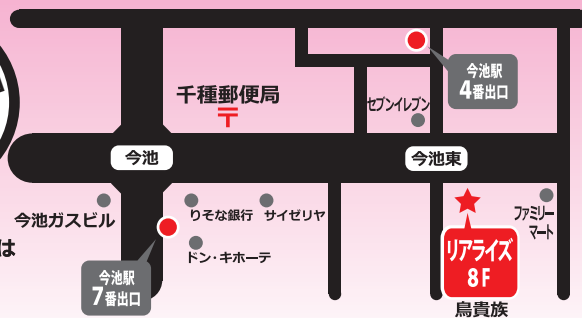 今池駅
4番出口
千種郵便局
〒
セブンイレブン
今池
今池東
今池ガスビル
りそな銀行
サイゼリヤ
ファミリー
マート
は
ドン・キホーテ
リアライズ
8F
今池駅
7番出口
鳥貴族